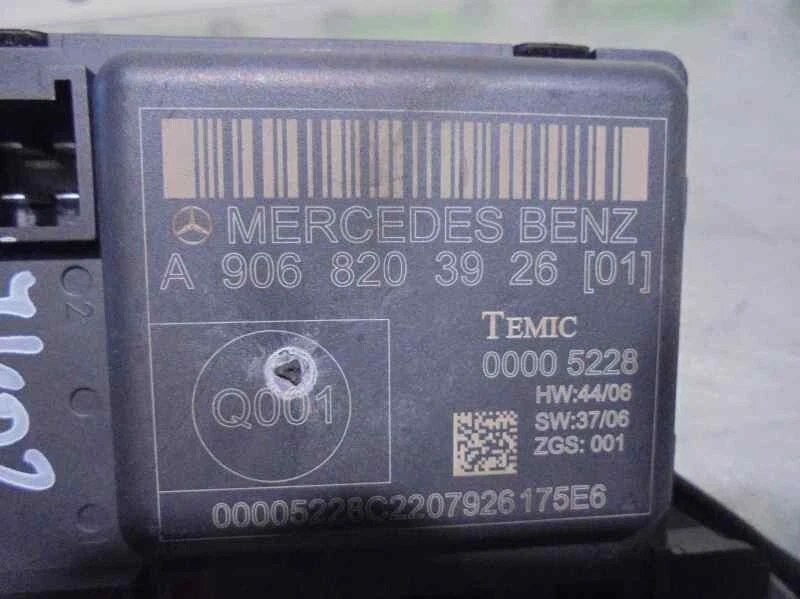 MERCEDES BENZ
A 906 820 39 26 [01]
TEMIC
0000 5228
HW:44/06
SW:37/06
ZGS: 001
Q001
00005228C2207926175E6
C2